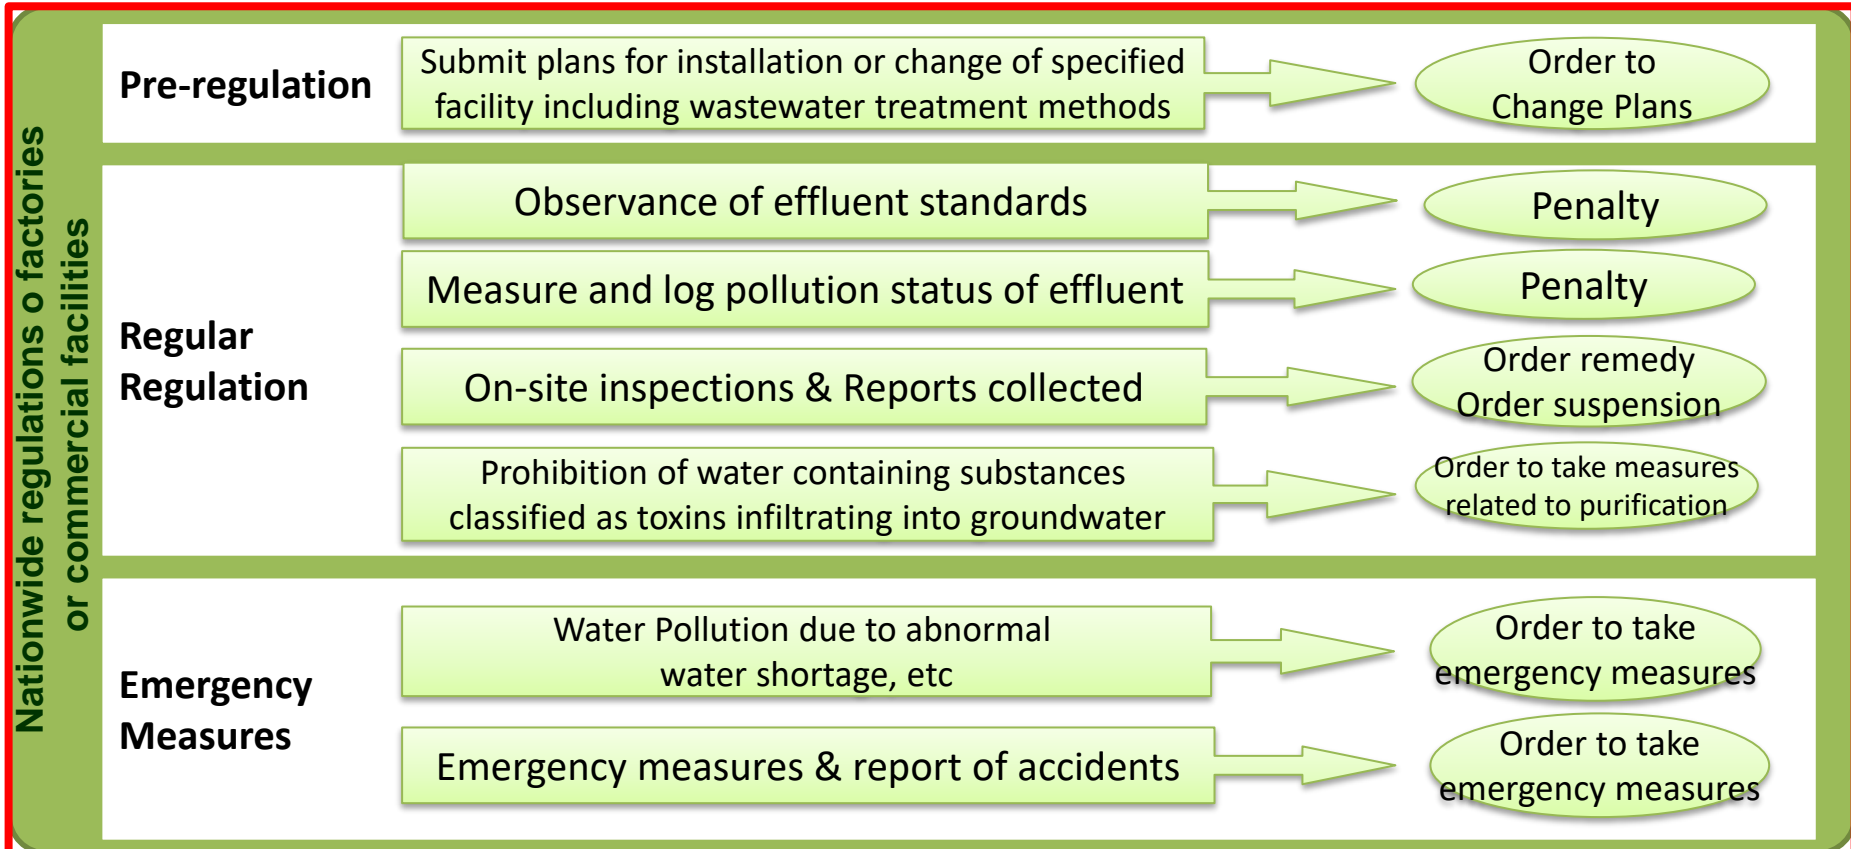 Nationwide regulations o factories
or commercial facilities
Pre-regulation
Submit plans for installation or change of specified
facility including wastewater treatment methods
Order to
Change Plans
Regular
Regulation
Observance of effluent standards
Penalty
Measure and log pollution status of effluent
Penalty
On-site inspections & Reports collected
Order remedy
Order suspension
Prohibition of water containing substances
classified as toxins infiltrating into groundwater
Order to take measures
related to purification
Emergency
Measures
Water Pollution due to abnormal
water shortage, etc
Order to take
emergency measures
Emergency measures & report of accidents
Order to take
emergency measures